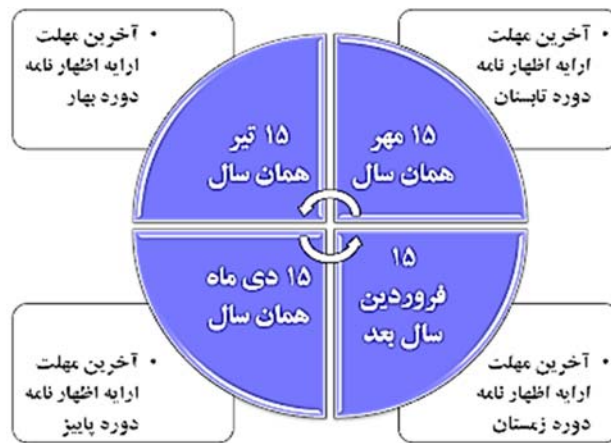 • آخرین مهلت
ارایه اظهار نامه
دوره تابستان
• آخرین مهلت
ارایه اظهار نامه
دوره بهار
۱۵ مهر
همان سال
۱۵ تیر
همان سال
۱۵
فروردین
سال بعد
۱۵ دی ماه
همان سال
• آخرین مهلت
ارایه اظهار نامه
دوره زمستان
• آخرین مهلت
ارایه اظهار نامه
دوره پاییز